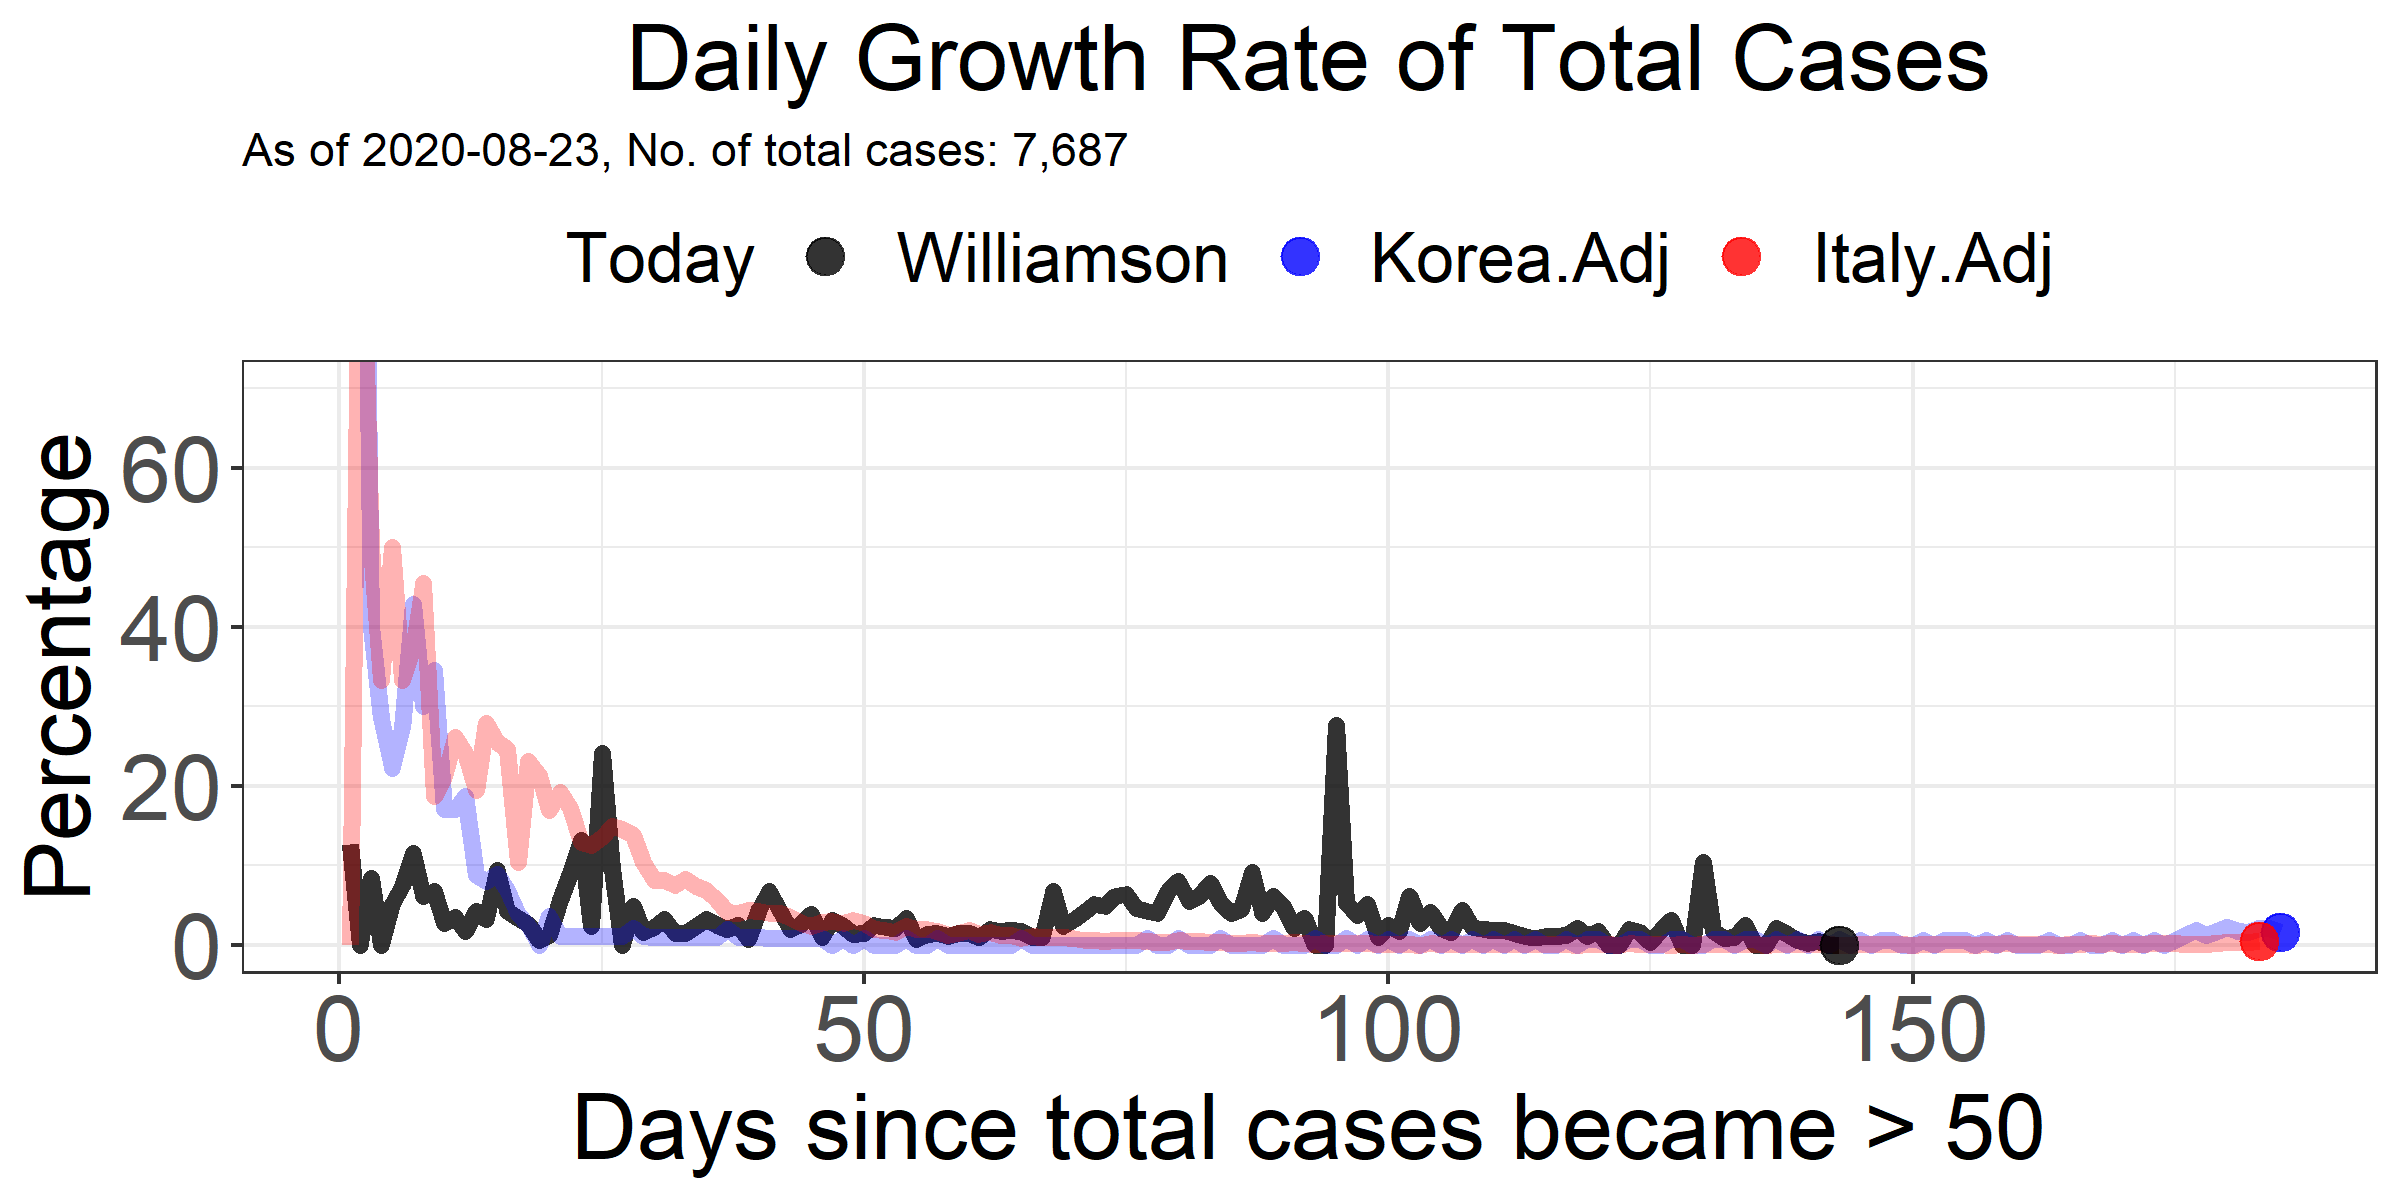 Daily Growth Rate of Total Cases
As of 2020-08-23, No. of total cases: 7,687
Today Williamson Korea.Adj Italy.Adj
Percentage
60
40
20
0
0 50 100 150
Days since total cases became > 50